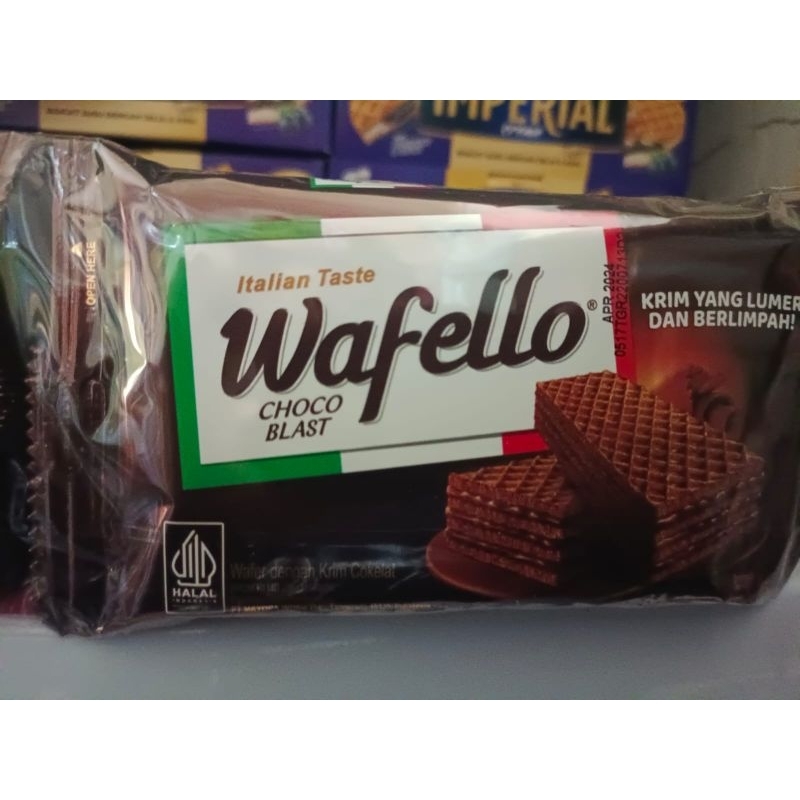 IMPERIAL
OPEN HERE
Italian Taste
Wafello®
CHOCO
BLAST
APR 2024
KRIM YANG LUMER
DAN BERLIMPAH!
HALAL
INDONESIA
Wafer dengan Krim Cokelat